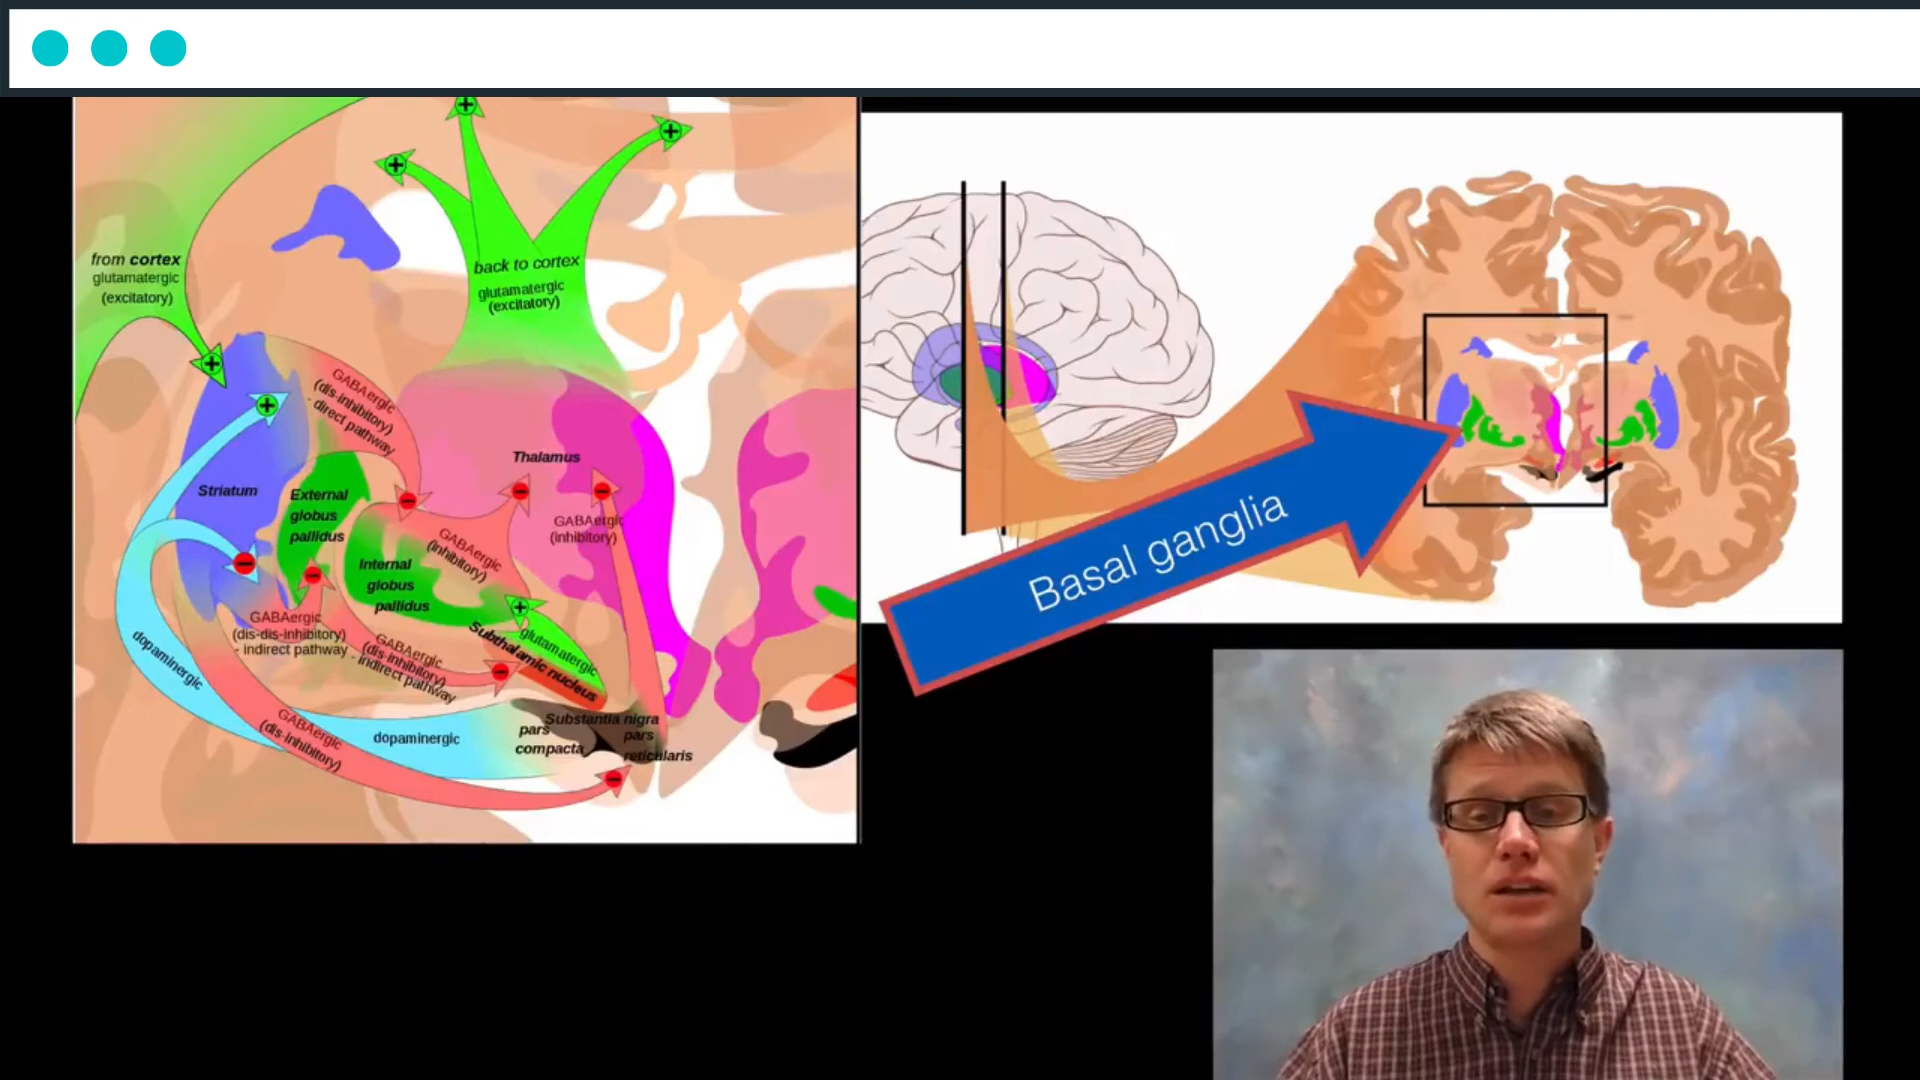 from cortex
glutamatergic
(excitatory)
back to cortex
glutamatergic
(excitatory)
GABAergic
(dis-inhibitory)
- direct pathway
Striatum
External
globus
pallidus
Thalamus
GABAergic
(inhibitory)
GABAergic
(inhibitory)
Internal
globus
pallidus
GABAergic
(dis-dis-inhibitory)
- indirect pathway
GABAergic
(dis-inhibitory)
- indirect pathway
glutamatergic
Subthalamic nucleus
dopaminergic
GABAergic
(dis-inhibitory)
dopaminergic
Substantia nigra
pars
compacta
pars
reticularis
Basal ganglia